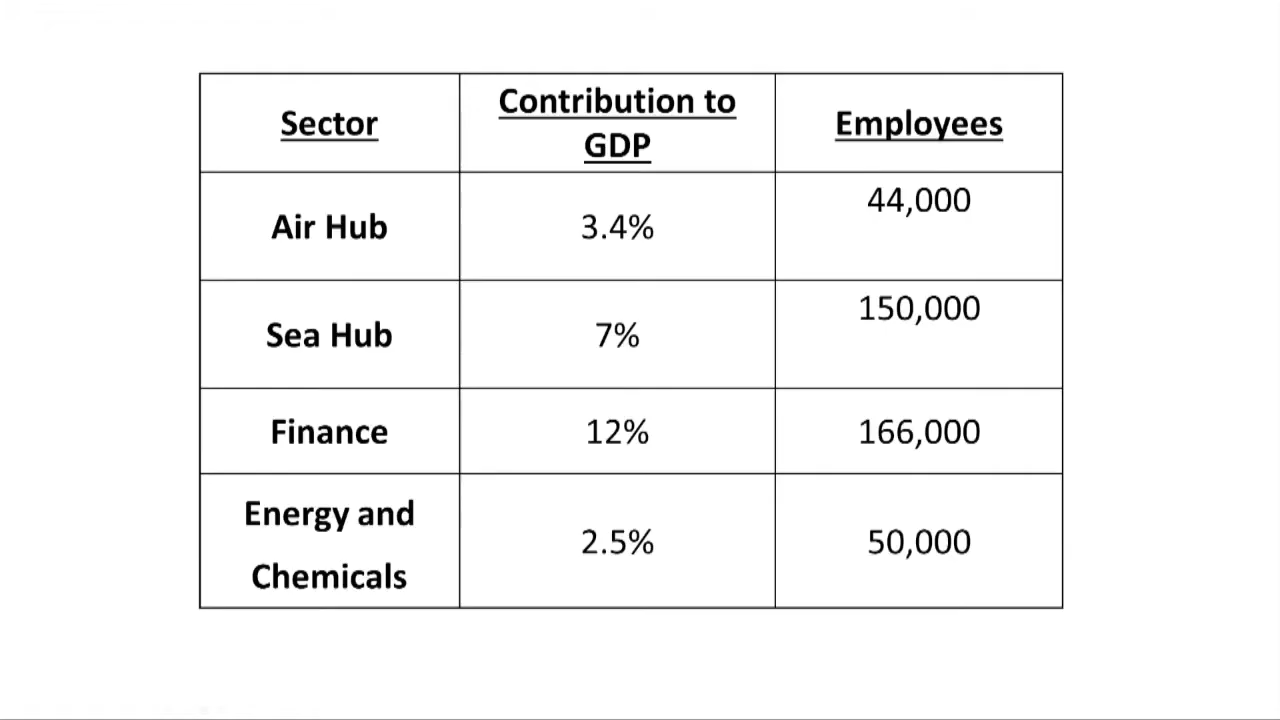 Sector
Contribution to
GDP
Employees
Air Hub
3.4%
44,000
Sea Hub
7%
150,000
Finance
12%
166,000
Energy and
Chemicals
2.5%
50,000